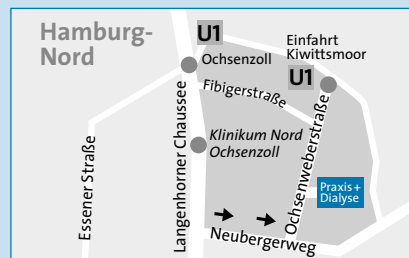 Hamburg-
Nord
U1
Ochsenzoll
Einfahrt
Kiwittsmoor
U1
Fibigerstraße
Klinikum Nord
Ochsenzoll
Essener Straße
Langenhorner Chaussee
Ochsenweberstraße
Praxis+
Dialyse
Neubergerweg